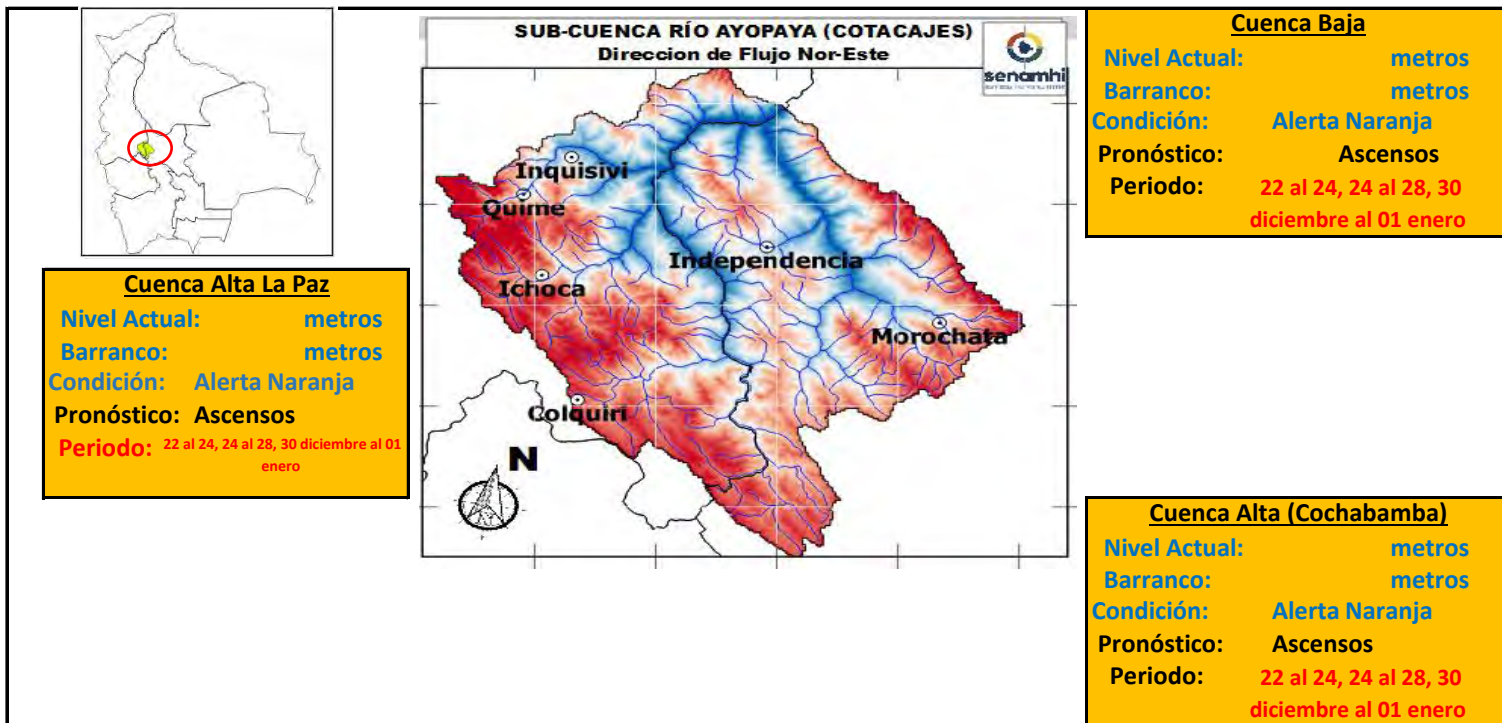 SUB-CUENCA RÍO AYOPAYA (COTACAJES)
Direccion de Flujo Nor-Este
senamhi
Inquisivi
Quime
Independencia
Ichoca
Morochata
Colquiri
N
Cuenca Alta La Paz
Nivel Actual: metros
Barranco: metros
Condición: Alerta Naranja
Pronóstico: Ascensos
Periodo: 22 al 24, 24 al 28, 30 diciembre al 01
enero
Cuenca Baja
Nivel Actual: metros
Barranco: metros
Condición: Alerta Naranja
Pronóstico: Ascensos
Periodo: 22 al 24, 24 al 28, 30
diciembre al 01 enero
Cuenca Alta (Cochabamba)
Nivel Actual: metros
Barranco: metros
Condición: Alerta Naranja
Pronóstico: Ascensos
Periodo: 22 al 24, 24 al 28, 30
diciembre al 01 enero